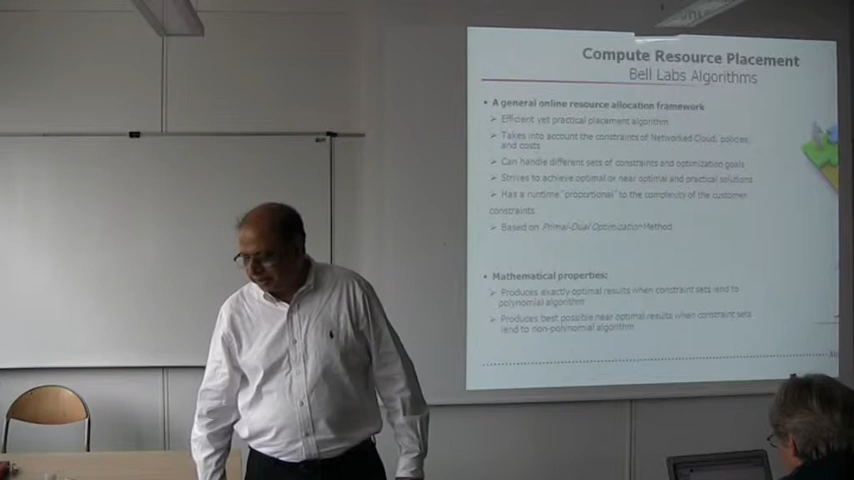 Compute Resource Placement
Bell Labs Algorithms
• A general online resource allocation framework
➢ Efficient yet practical placement algorithm
➢ Takes into account the constraints of Networked Cloud, policies,
and costs
➢ Can handle different sets of constraints and optimization goals
➢ Strives to achieve optimal or near optimal and practical solutions
➢ Has a runtime "proportional" to the complexity of the customer
constraints.
➢ Based on Primal-Dual Optimization Method
• Mathematical properties:
➢ Produces exactly optimal results when constraint sets lend to
polynomial algorithm
➢ Produces best possible near optimal results when constraint sets
lend to non-polynomial algorithm